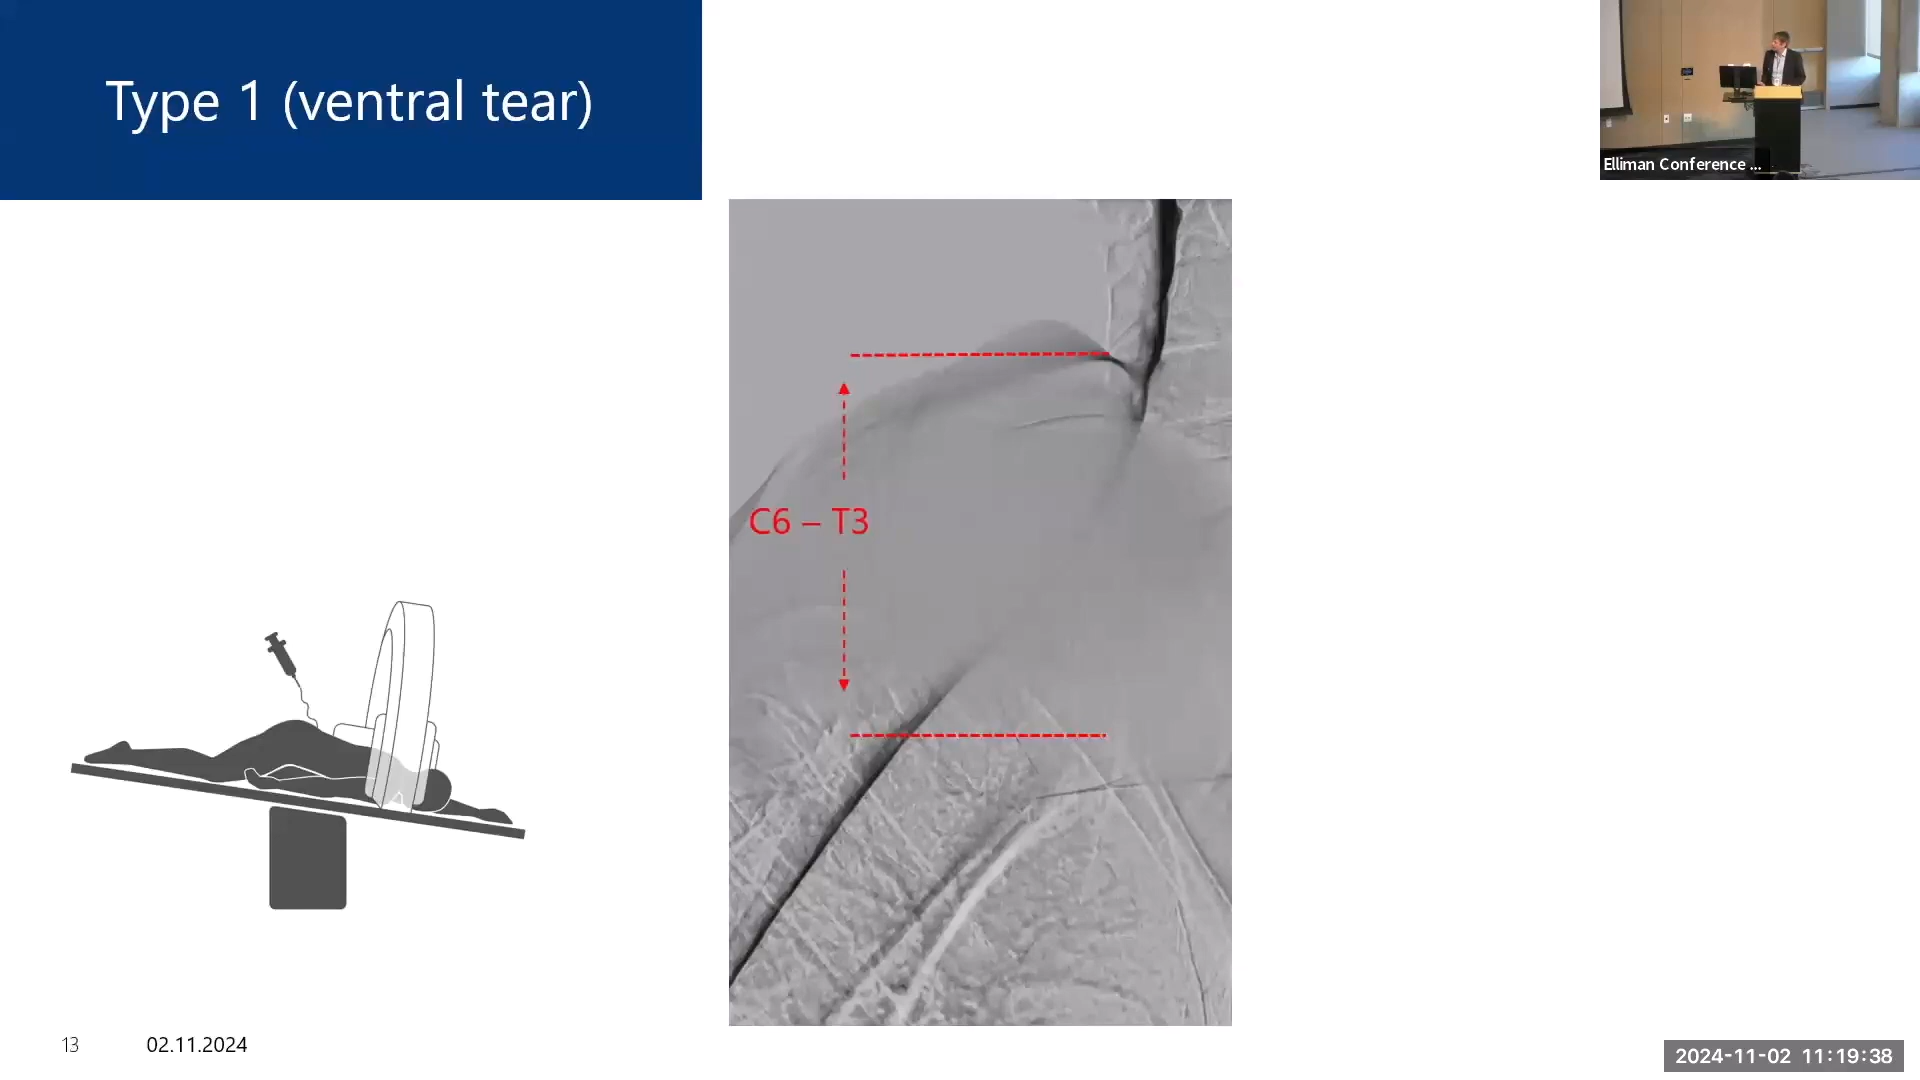 Type 1 (ventral tear)
Elliman Conference ...
C6 – T3
13
02.11.2024
2024-11-02 11:19:38